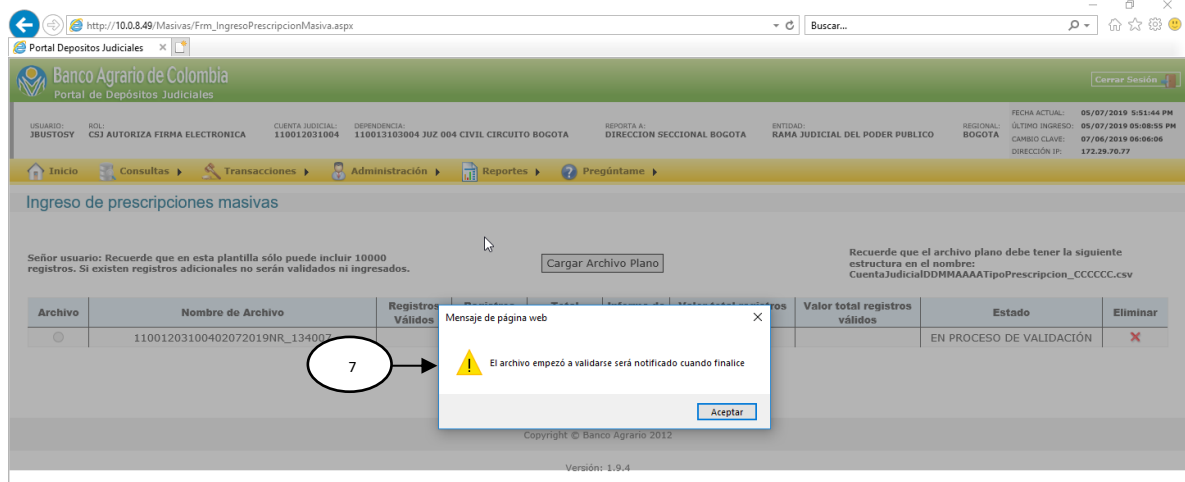 http://10.0.8.49/Masivas/Frm_IngresoPrescripcionMasiva.aspx
Buscar...
Portal Depositos Judiciales
Banco Agrario de Colombia
Portal de Depósitos Judiciales
Cerrar Sesión
USUARIO: JBUSTOSY
ROL: CSJ AUTORIZA FIRMA ELECTRONICA
CUENTA JUDICIAL: 110012031004
DEPENDENCIA: 110013103004 JUZ 004 CIVIL CIRCUITO BOGOTA
REPORTA A: DIRECCION SECCIONAL BOGOTA
ENTIDAD: RAMA JUDICIAL DEL PODER PUBLICO
REGIONAL: BOGOTA
FECHA ACTUAL: 05/07/2019 5:51:44 PM
ÚLTIMO INGRESO: 05/07/2019 05:08:55 PM
CAMBIO CLAVE: 07/06/2019 06:06:06
DIRECCIÓN IP: 172.29.70.77
Inicio Consultas Transacciones Administración Reportes Pregúntame
Ingreso de prescripciones masivas
Señor usuario: Recuerde que en esta plantilla sólo puede incluir 10000
registros. Si existen registros adicionales no serán validados ni ingresados.
Cargar Archivo Plano
Recuerde que el archivo plano debe tener la siguiente
estructura en el nombre:
CuentaJudicialDDMMAAAATipoPrescripcion_CCCCCC.csv
Archivo
Nombre de Archivo
Registros
Válidos
Valor total registros
válidos
Estado
Eliminar
11001203100402072019NR_134007
EN PROCESO DE VALIDACIÓN
Mensaje de página web
El archivo empezó a validarse será notificado cuando finalice
Aceptar
7
Copyright © Banco Agrario 2012
Versión: 1.9.4